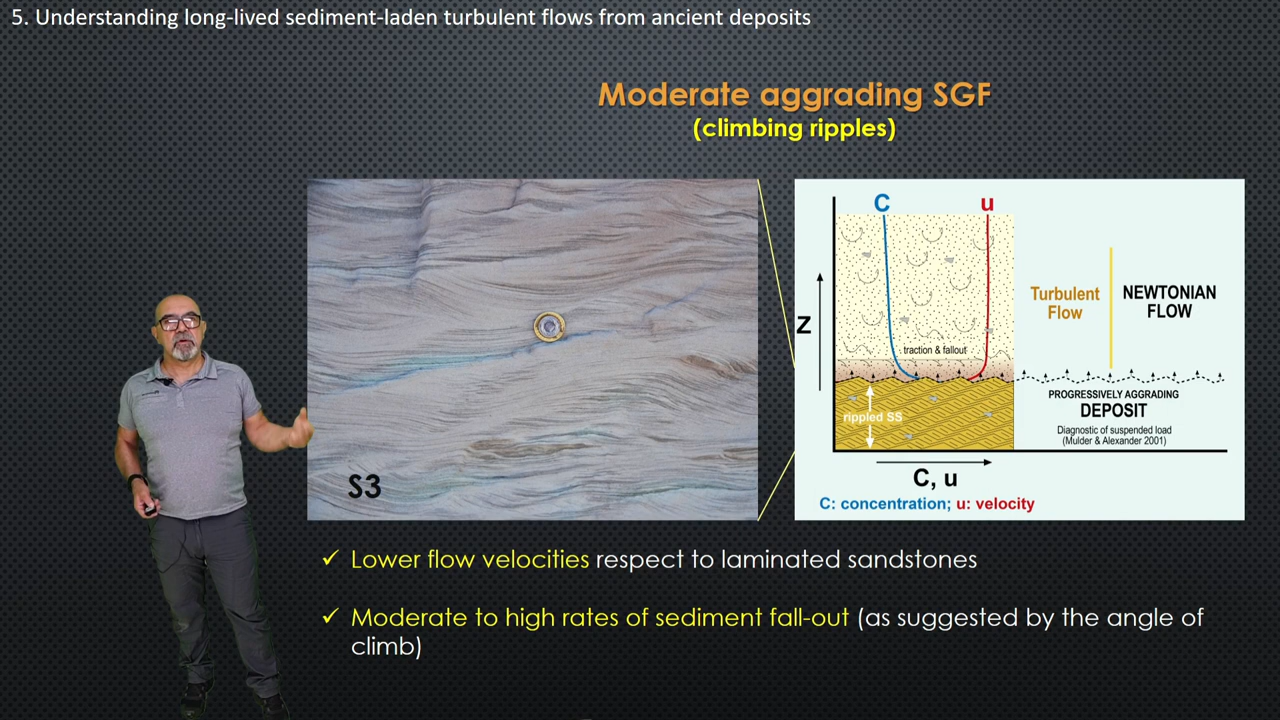 5. Understanding long-lived sediment-laden turbulent flows from ancient deposits
Moderate aggrading SGF
(climbing ripples)
S3
C
u
Z
traction & fallout
rippled SS
Turbulent
Flow
NEWTONIAN
FLOW
PROGRESSIVELY AGGRADING
DEPOSIT
Diagnostic of suspended load
(Mulder & Alexander 2001)
C, u
C: concentration; u: velocity
✓ Lower flow velocities respect to laminated sandstones
✓ Moderate to high rates of sediment fall-out (as suggested by the angle of
climb)